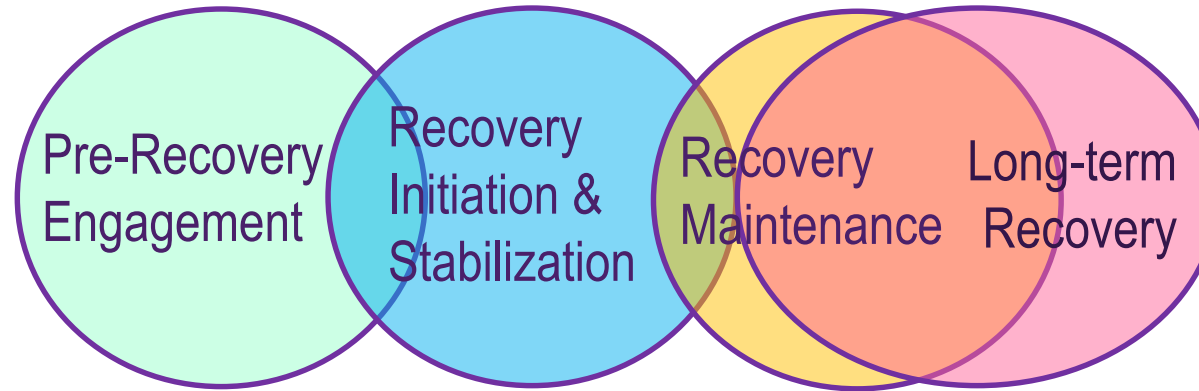 Pre-Recovery
Engagement
Recovery
Initiation &
Stabilization
Recovery
Maintenance
Long-term
Recovery